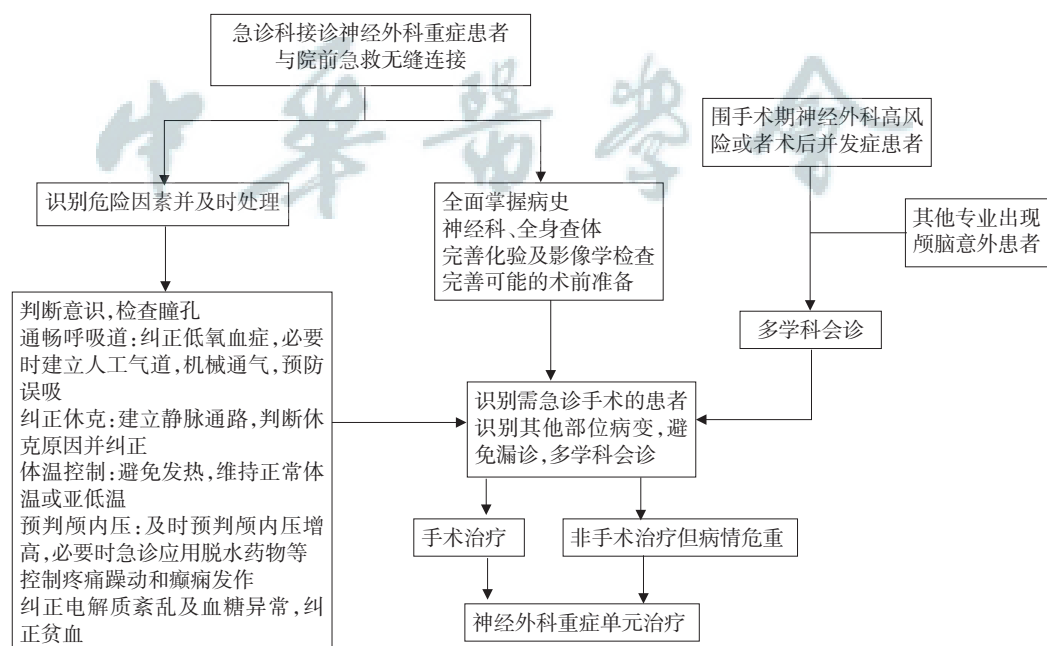 急诊科接诊神经外科重症患者
与院前急救无缝连接
中华医学会
围手术期神经外科高风
险或者术后并发症患者
识别危险因素并及时处理
全面掌握病史
神经科、全身查体
完善化验及影像学检查
完善可能的术前准备
其他专业出现
颅脑意外患者
判断意识,检查瞳孔
通畅呼吸道:纠正低氧血症,必要
时建立人工气道,机械通气,预防
误吸
纠正休克:建立静脉通路,判断休
克原因并纠正
体温控制:避免发热,维持正常体
温或亚低温
预判颅内压:及时预判颅内压增
高,必要时急诊应用脱水药物等
控制疼痛躁动和癫痫发作
纠正电解质紊乱及血糖异常,纠
正贫血
多学科会诊
识别需急诊手术的患者
识别其他部位病变,避
免漏诊,多学科会诊
手术治疗
非手术治疗但病情危重
神经外科重症单元治疗